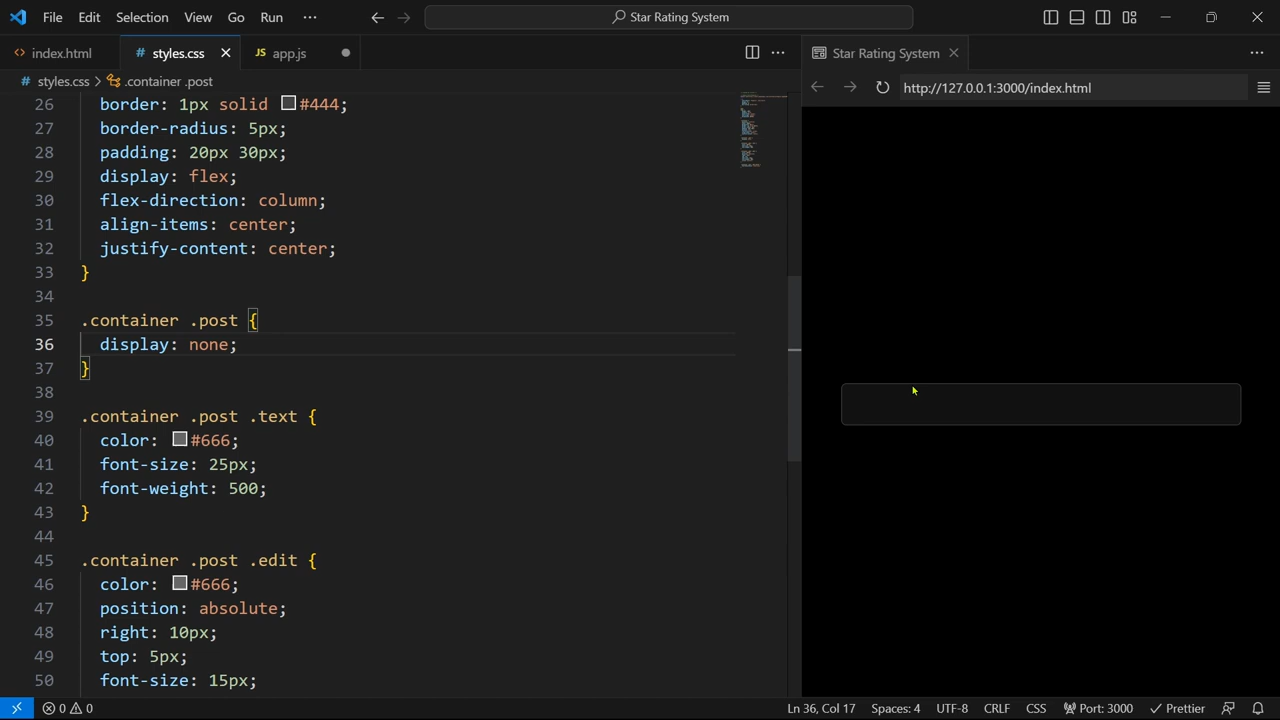 File Edit Selection View Go Run ··· Star Rating System
index.html styles.css app.js Star Rating System
styles.css > .container .post http://127.0.0.1:3000/index.html
26 border: 1px solid #444;
27 border-radius: 5px;
28 padding: 20px 30px;
29 display: flex;
30 flex-direction: column;
31 align-items: center;
32 justify-content: center;
33 }
34
35 .container .post {
36 display: none;
37 }
38
39 .container .post .text {
40 color: #666;
41 font-size: 25px;
42 font-weight: 500;
43 }
44
45 .container .post .edit {
46 color: #666;
47 position: absolute;
48 right: 10px;
49 top: 5px;
50 font-size: 15px;
0 0 Ln 36, Col 17 Spaces: 4 UTF-8 CRLF CSS Port: 3000 Prettier